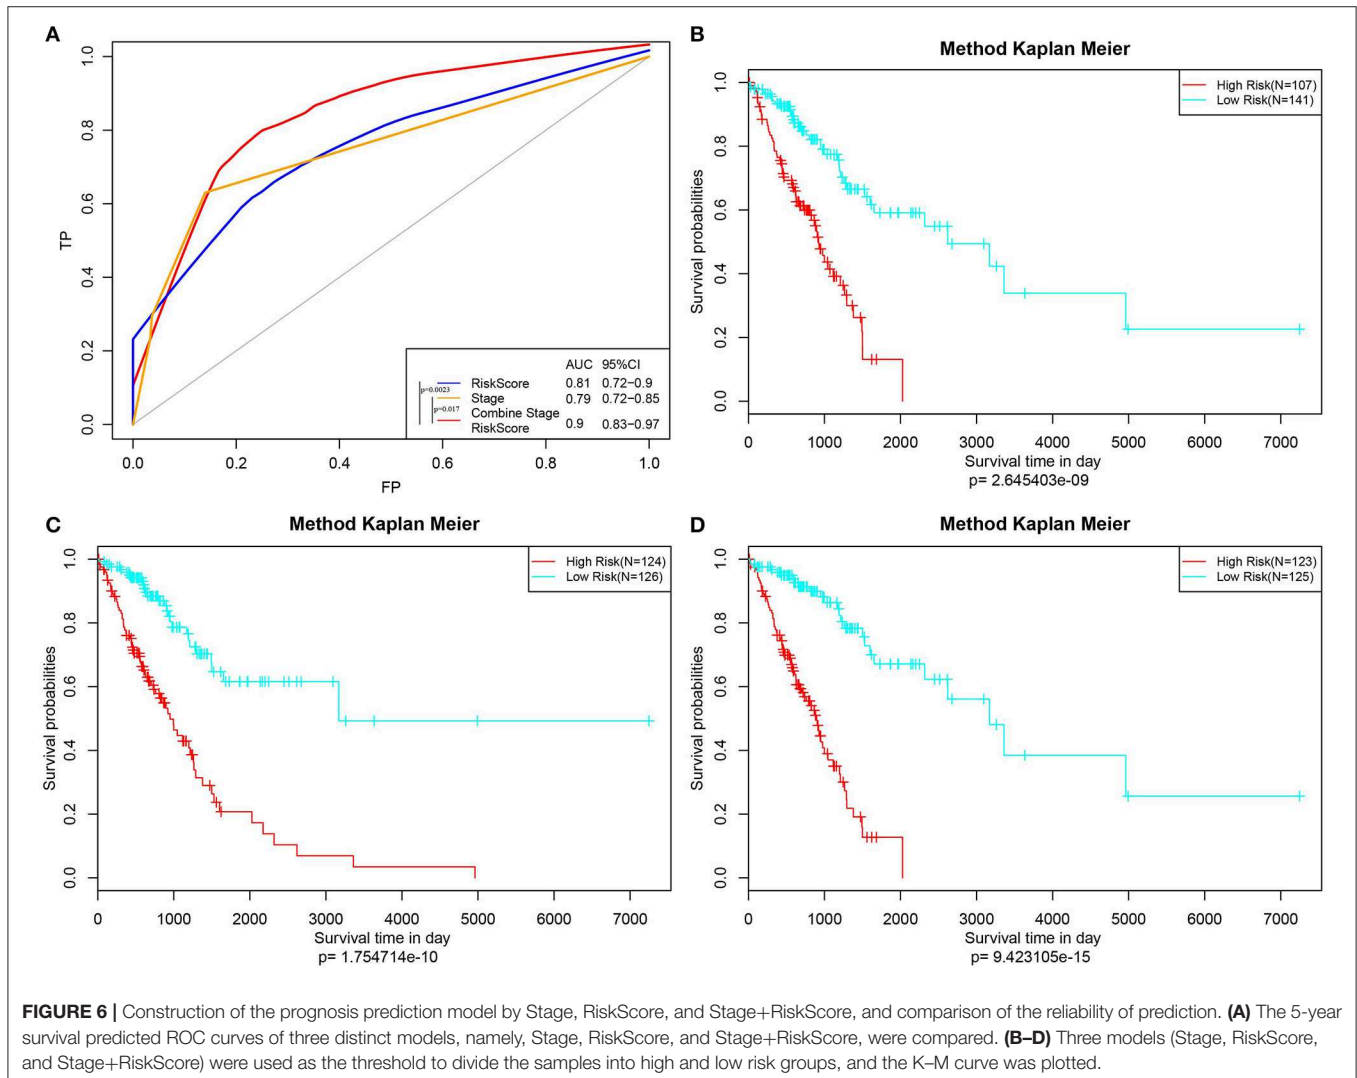 A
1.0
0.8
0.6
0.4
0.2
0.0
TP
0.0 0.2 0.4 0.6 0.8 1.0
FP
AUC 95%CI
RiskScore 0.81 0.72−0.9
p=0.0023
Stage 0.79 0.72−0.85
p=0.017
Combine Stage
RiskScore 0.9 0.83−0.97
B
Method Kaplan Meier
High Risk(N=107)
Low Risk(N=141)
1.0
0.8
0.6
0.4
0.2
0.0
Survival probabilities
0 1000 2000 3000 4000 5000 6000 7000
Survival time in day
p= 2.645403e-09
C
Method Kaplan Meier
High Risk(N=124)
Low Risk(N=126)
1.0
0.8
0.6
0.4
0.2
0.0
Survival probabilities
0 1000 2000 3000 4000 5000 6000 7000
Survival time in day
p= 1.754714e-10
D
Method Kaplan Meier
High Risk(N=123)
Low Risk(N=125)
1.0
0.8
0.6
0.4
0.2
0.0
Survival probabilities
0 1000 2000 3000 4000 5000 6000 7000
Survival time in day
p= 9.423105e-15
FIGURE 6 | Construction of the prognosis prediction model by Stage, RiskScore, and Stage+RiskScore, and comparison of the reliability of prediction. (A) The 5-year
survival predicted ROC curves of three distinct models, namely, Stage, RiskScore, and Stage+RiskScore, were compared. (B–D) Three models (Stage, RiskScore,
and Stage+RiskScore) were used as the threshold to divide the samples into high and low risk groups, and the K–M curve was plotted.